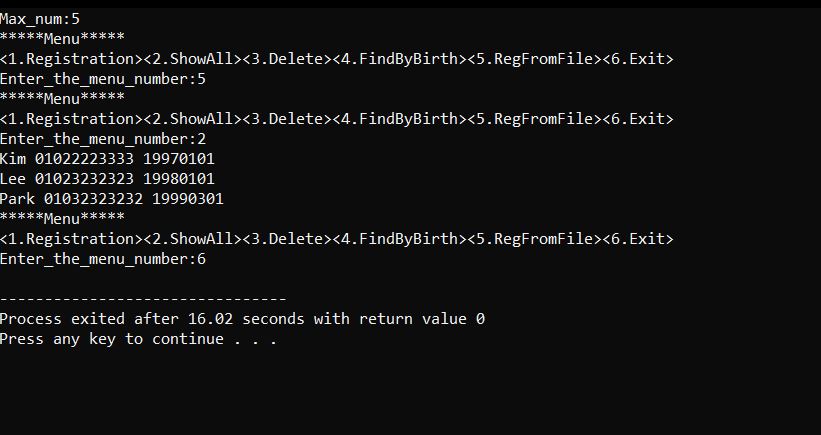 Max_num:5
*****Menu*****
<1.Registration><2.ShowAll><3.Delete><4.FindByBirth><5.RegFromFile><6.Exit>
Enter_the_menu_number:5
*****Menu*****
<1.Registration><2.ShowAll><3.Delete><4.FindByBirth><5.RegFromFile><6.Exit>
Enter_the_menu_number:2
Kim 01022223333 19970101
Lee 01023232323 19980101
Park 01032323232 19990301
*****Menu*****
<1.Registration><2.ShowAll><3.Delete><4.FindByBirth><5.RegFromFile><6.Exit>
Enter_the_menu_number:6
--------------------------------
Process exited after 16.02 seconds with return value 0
Press any key to continue . . .